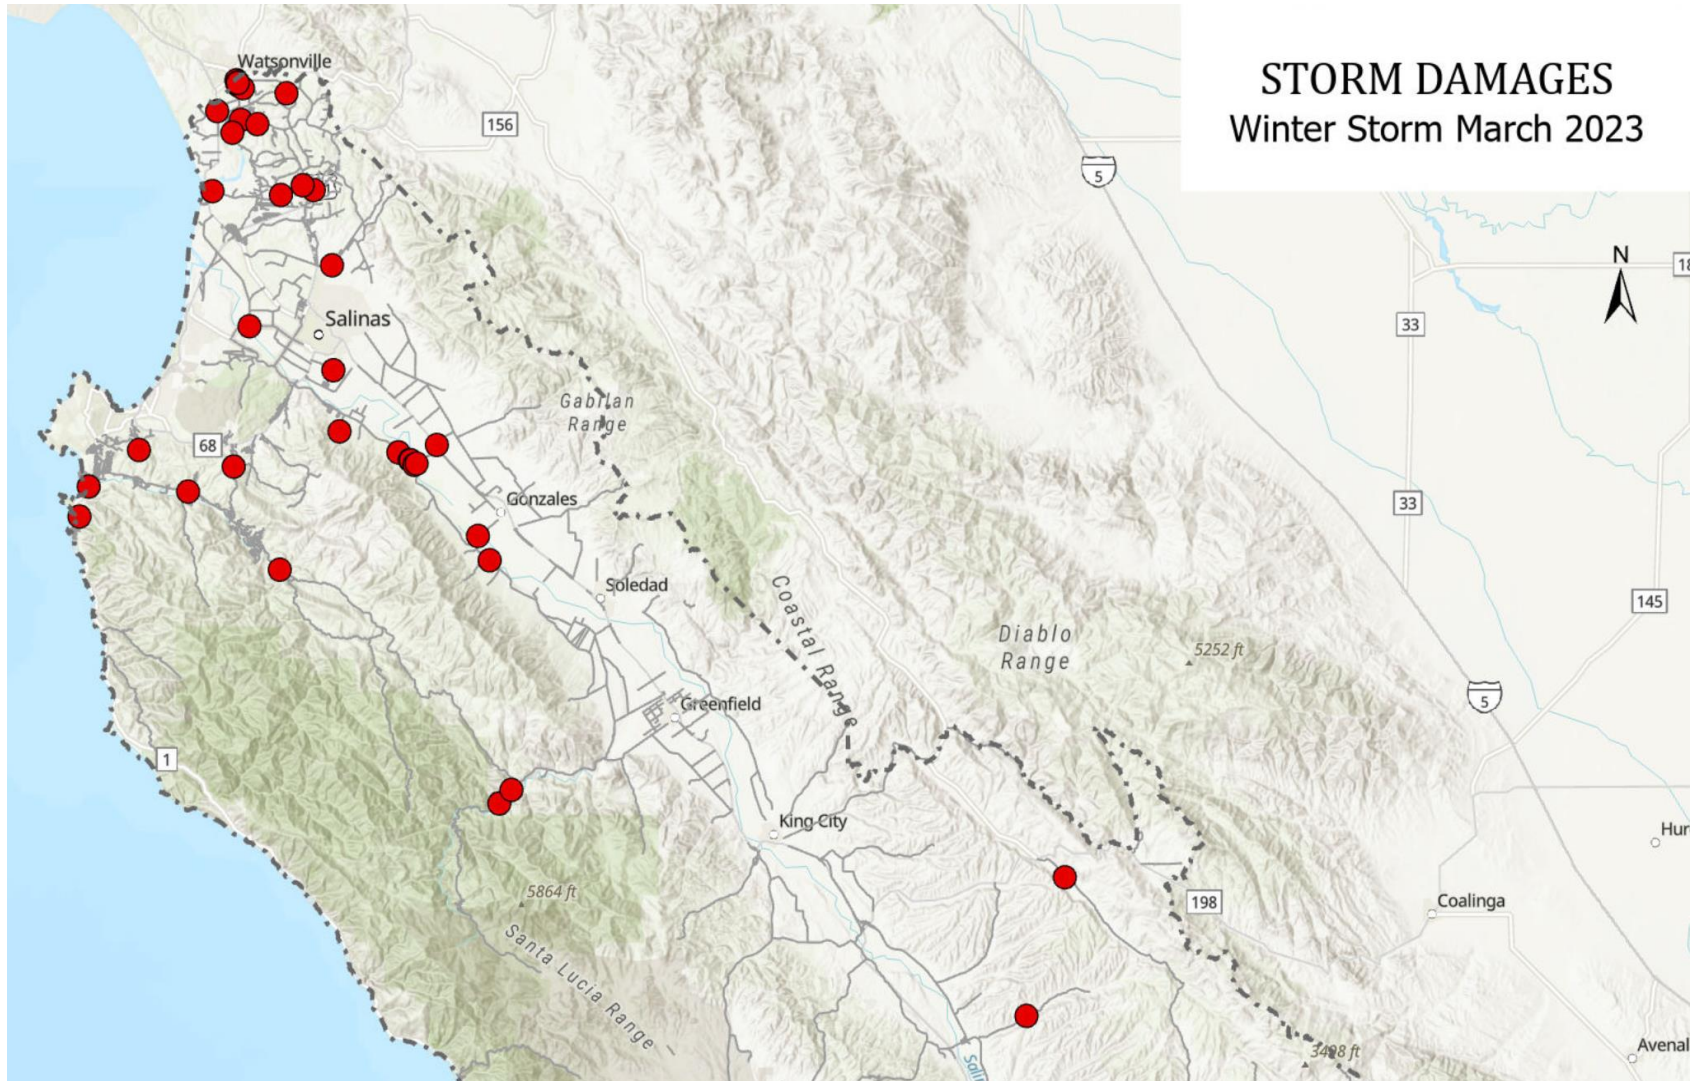 STORM DAMAGES
Winter Storm March 2023
N
Watsonville
156
5
18
33
Salinas
Gabilan
Range
68
Gonzales
33
Soledad
145
Coastal Range
Diablo
Range
5252 ft
5
Greenfield
1
King City
Hur
5864 ft
198
Coalinga
Santa Lucia Range
Avenal
3498 ft
Salin